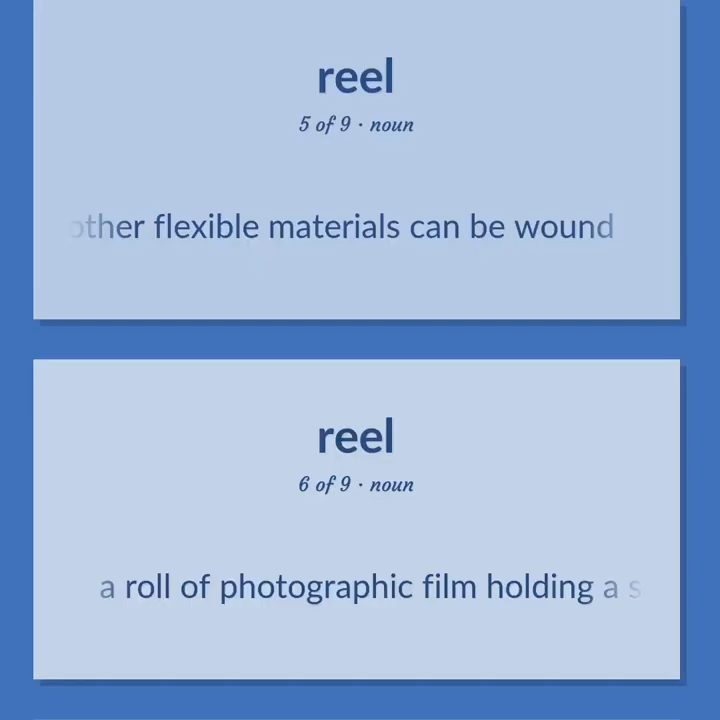 reel
5 of 9 · noun
other flexible materials can be wound
reel
6 of 9 · noun
a roll of photographic film holding a s